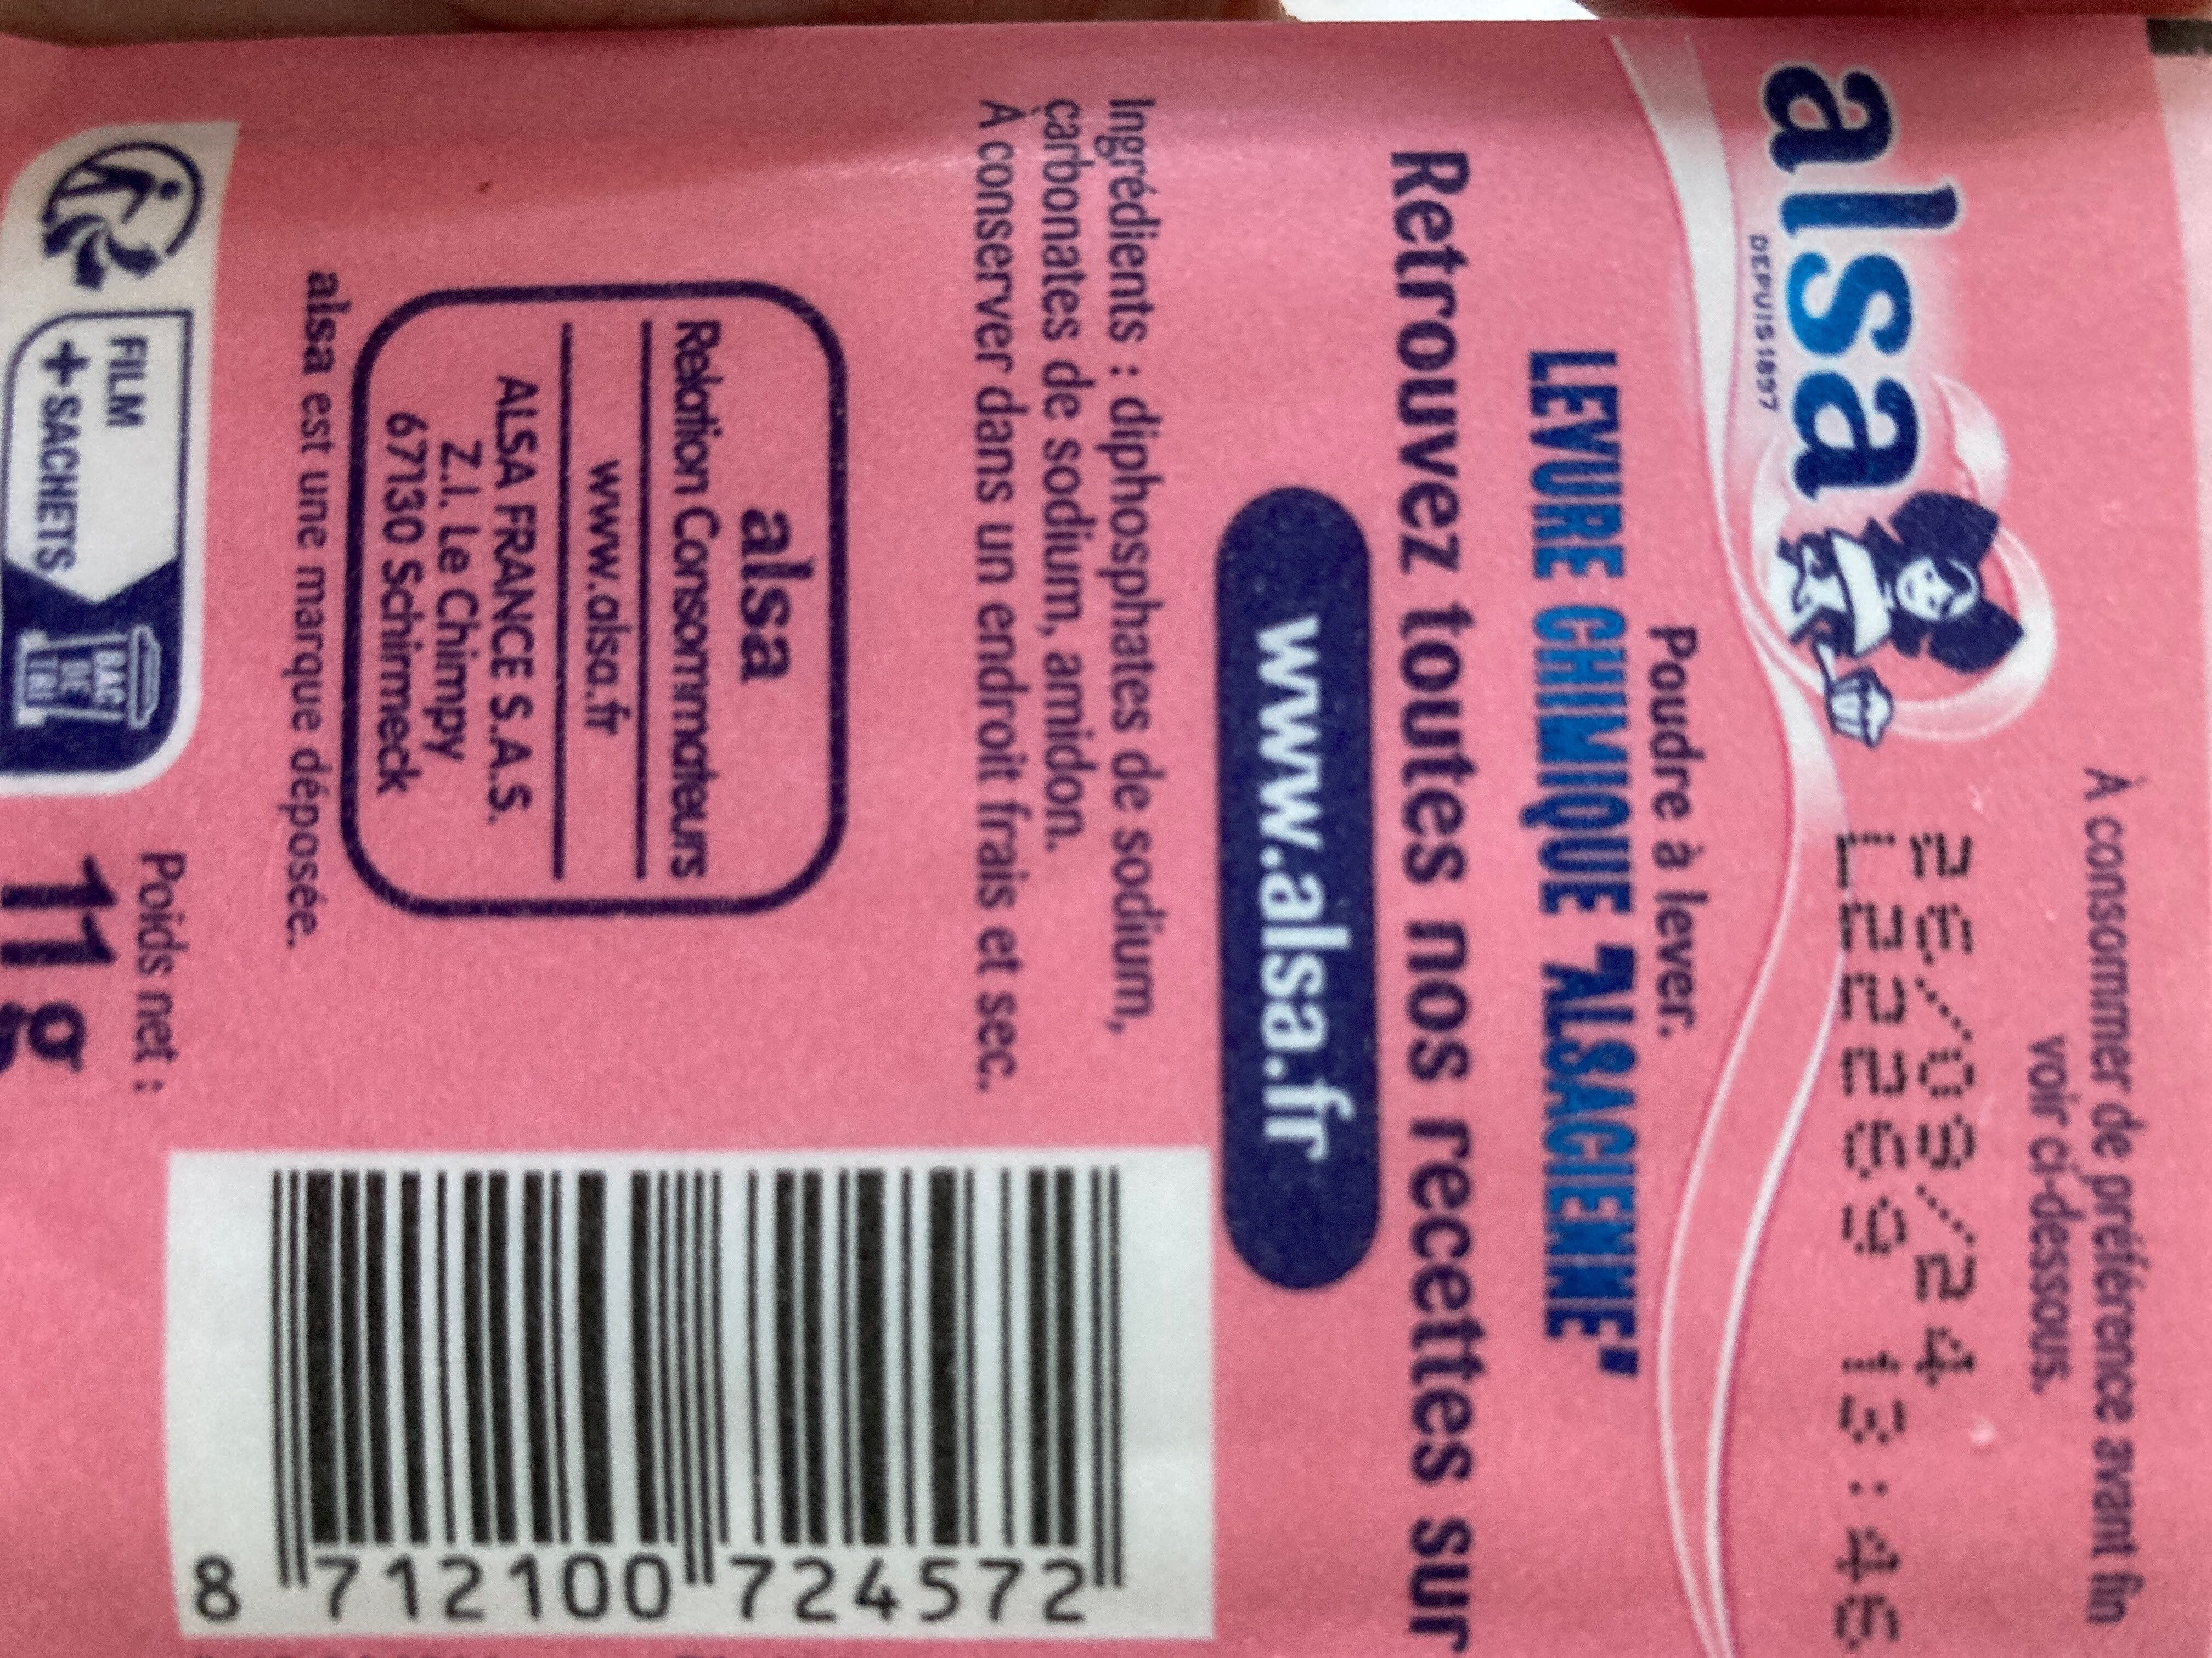 À consommer de préférence avant fin
voir ci-dessous.
26/09/24
L22269 13:46
alsa
DEPUIS 1897
Poudre à lever.
LEVURE CHIMIQUE "ALSACIENNE"
Retrouvez toutes nos recettes sur
www.alsa.fr
Ingrédients : diphosphates de sodium,
carbonates de sodium, amidon.
À conserver dans un endroit frais et sec.
alsa
Relation Consommateurs
www.alsa.fr
ALSA FRANCE S.A.S.
Z.I. Le Chimpy
67130 Schirmeck
alsa est une marque déposée.
FILM
+ SACHETS
BAC
DE
TRI
Poids net :
11 g
8 712100 724572